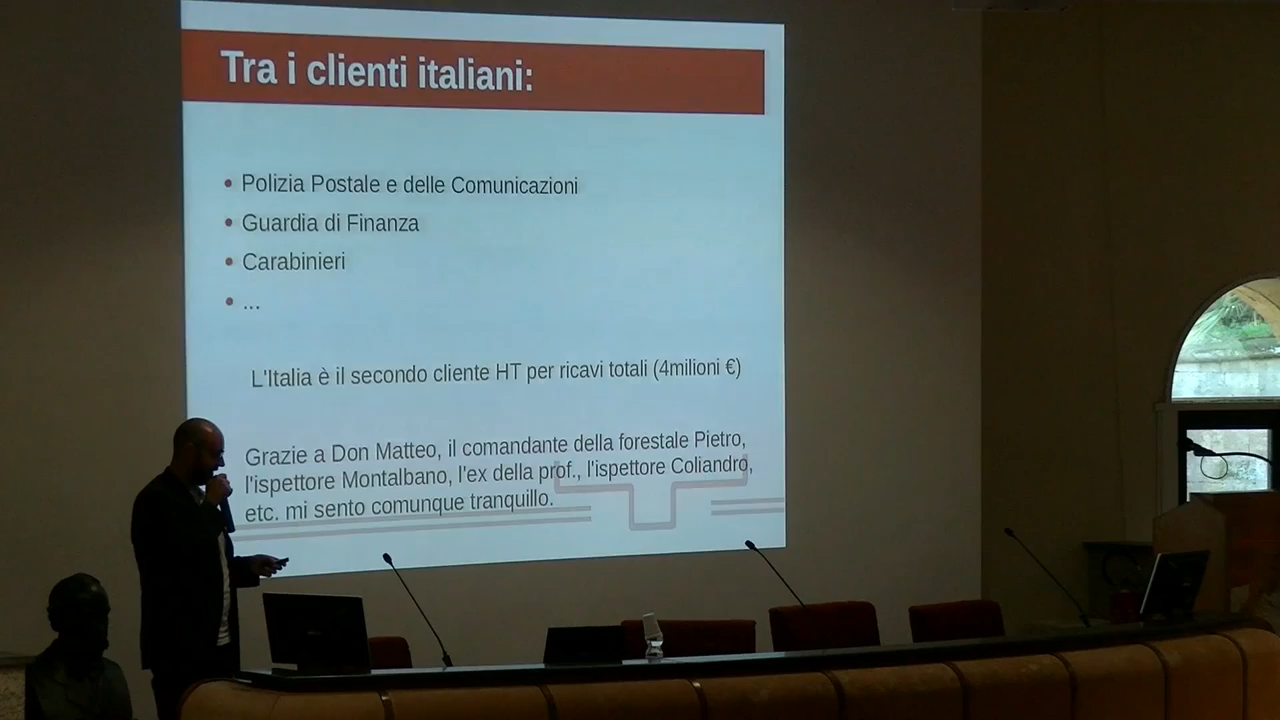 Tra i clienti italiani:
• Polizia Postale e delle Comunicazioni
• Guardia di Finanza
• Carabinieri
• ...
L'Italia è il secondo cliente HT per ricavi totali (4milioni €)
Grazie a Don Matteo, il comandante della forestale Pietro,
l'ispettore Montalbano, l'ex della prof., l'ispettore Coliandro,
etc. mi sento comunque tranquillo.